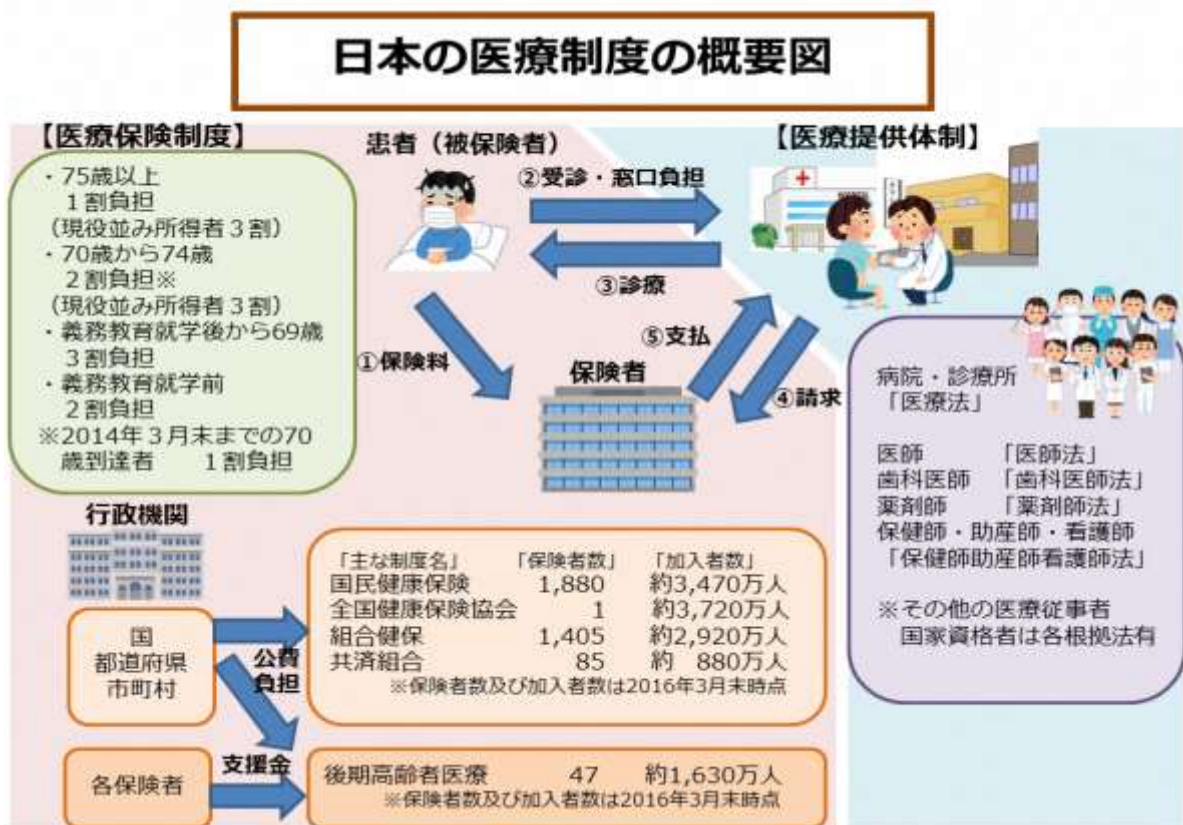 日本の医療制度の概要図
【医療保険制度】
・75歳以上
1割負担
(現役並み所得者3割)
・70歳から74歳
2割負担※
(現役並み所得者3割)
・義務教育就学後から69歳
3割負担
・義務教育就学前
2割負担
※2014年3月末までの70
歳到達者 1割負担
患者(被保険者)
②受診・窓口負担
③診療
①保険料
⑤支払
④請求
保険者
【医療提供体制】
病院・診療所
「医療法」
医師 「医師法」
歯科医師 「歯科医師法」
薬剤師 「薬剤師法」
保健師・助産師・看護師
「保健師助産師看護師法」
※その他の医療従事者
国家資格者は各根拠法有
行政機関
国
都道府県
市町村
公費
負担
「主な制度名」 「保険者数」 「加入者数」
国民健康保険 1,880 約3,470万人
全国健康保険協会 1 約3,720万人
組合健保 1,405 約2,920万人
共済組合 85 約 880万人
※保険者数及び加入者数は2016年3月末時点
各保険者
支援金
後期高齢者医療 47 約1,630万人
※保険者数及び加入者数は2016年3月末時点